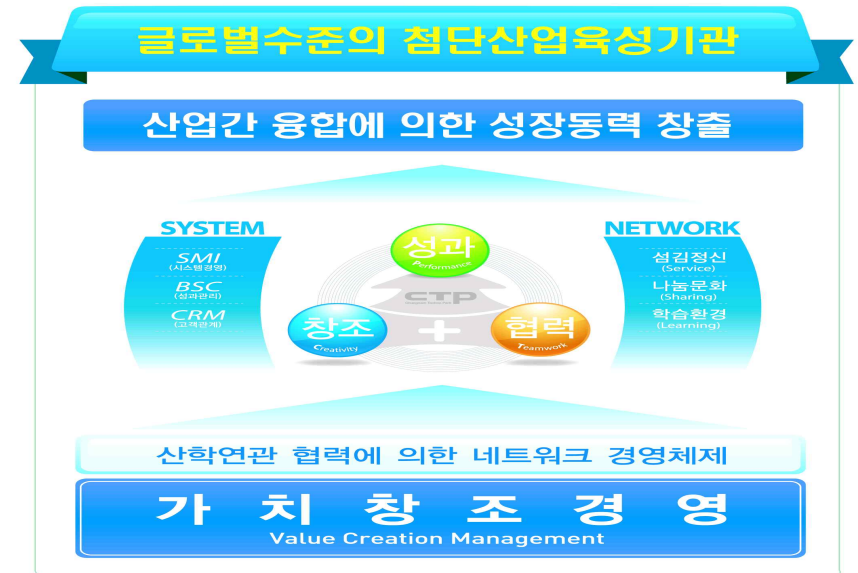 글로벌수준의 첨단산업육성기관
산업간 융합에 의한 성장동력 창출
SYSTEM
SMI
(시스템경영)
BSC
(성과관리)
CRM
(고객관계)
성과
Performance
CTP
창조
Creativity
+
협력
Teamwork
NETWORK
섬김정신
(Service)
나눔문화
(Sharing)
학습환경
(Learning)
산학연관 협력에 의한 네트워크 경영체제
가 치 창 조 경 영
Value Creation Management